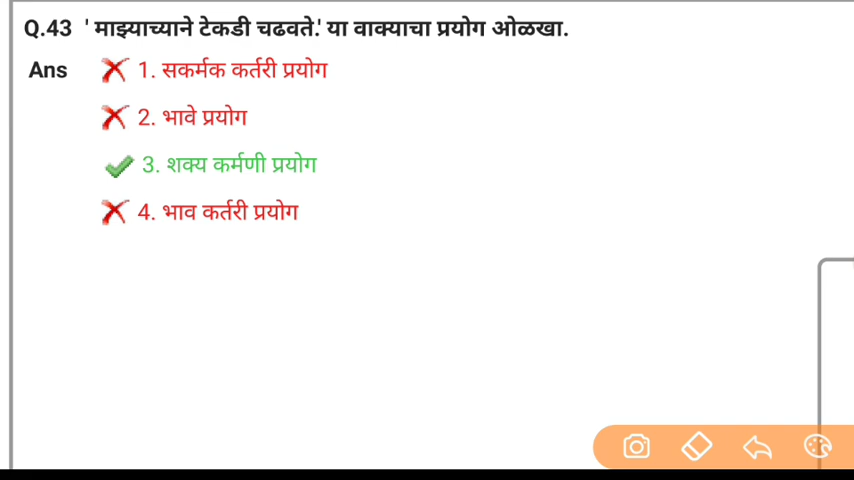 Q.43 ' माझ्याच्याने टेकडी चढवते.' या वाक्याचा प्रयोग ओळखा.
Ans 1. सकर्मक कर्तरी प्रयोग
2. भावे प्रयोग
3. शक्य कर्मणी प्रयोग
4. भाव कर्तरी प्रयोग